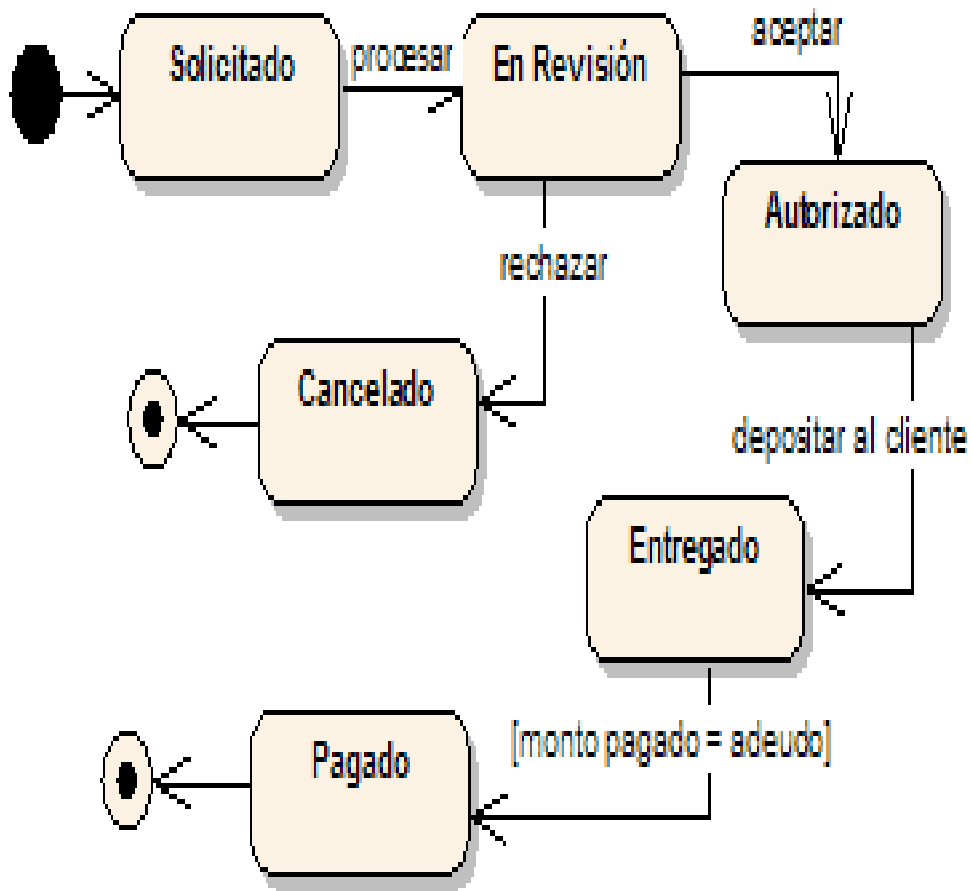 Solicitado
procesar
En Revisión
aceptar
Autorizado
rechazar
Cancelado
depositar al cliente
Entregado
[monto pagado = adeudo]
Pagado